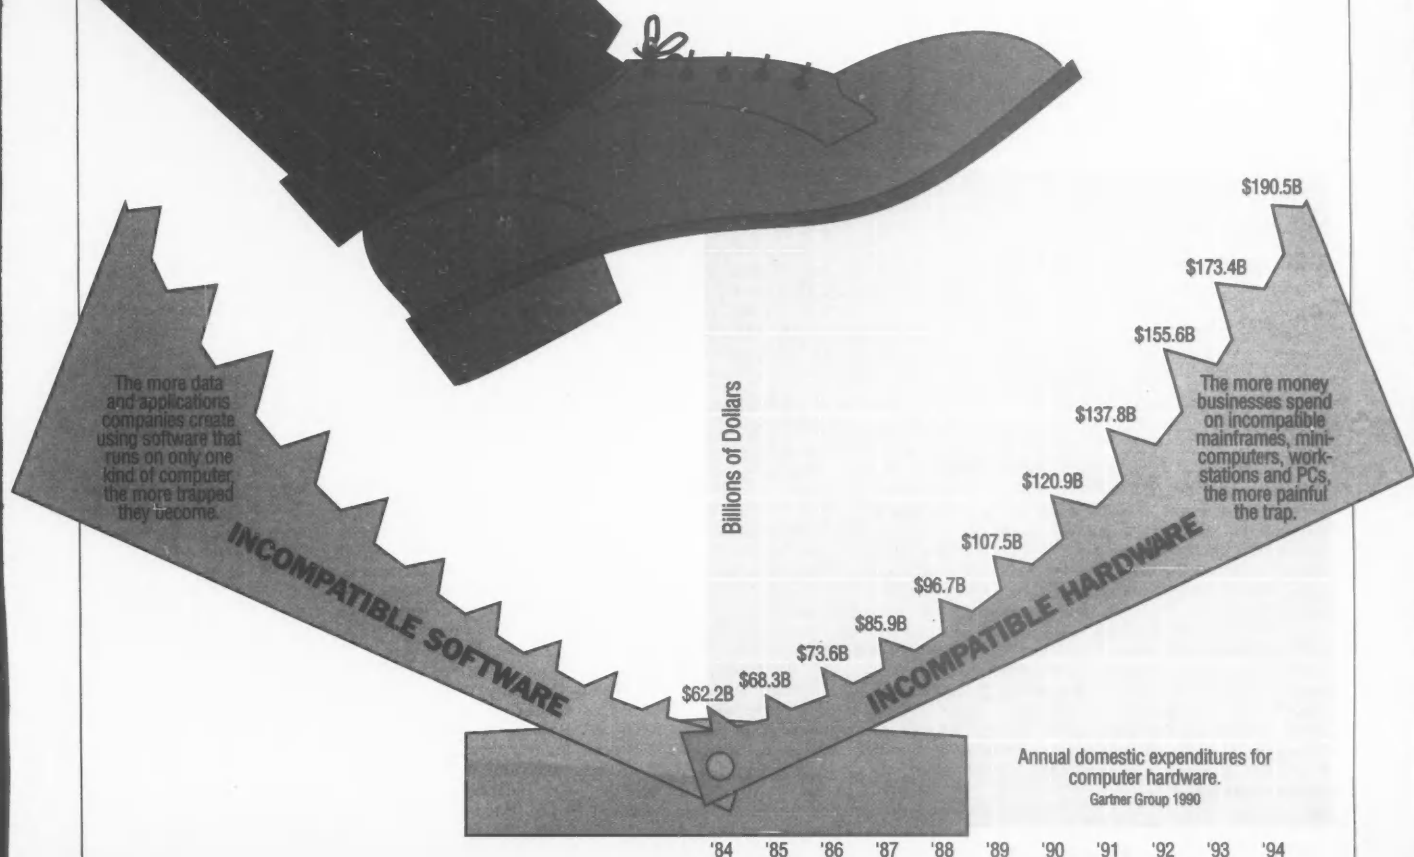 $190.5B
$173.4B
$155.6B
$137.8B
$120.9B
$107.5B
$96.7B
$85.9B
$73.6B
$68.3B
$62.2B
Billions of Dollars
The more data
and applications
companies create
using software that
runs on only one
kind of computer,
the more trapped
they become.
INCOMPATIBLE SOFTWARE
The more money
businesses spend
on incompatible
mainframes, mini-
computers, work-
stations and PCs,
the more painful
the trap.
INCOMPATIBLE HARDWARE
Annual domestic expenditures for
computer hardware.
Gartner Group 1990
'84 '85 '86 '87 '88 '89 '90 '91 '92 '93 '94